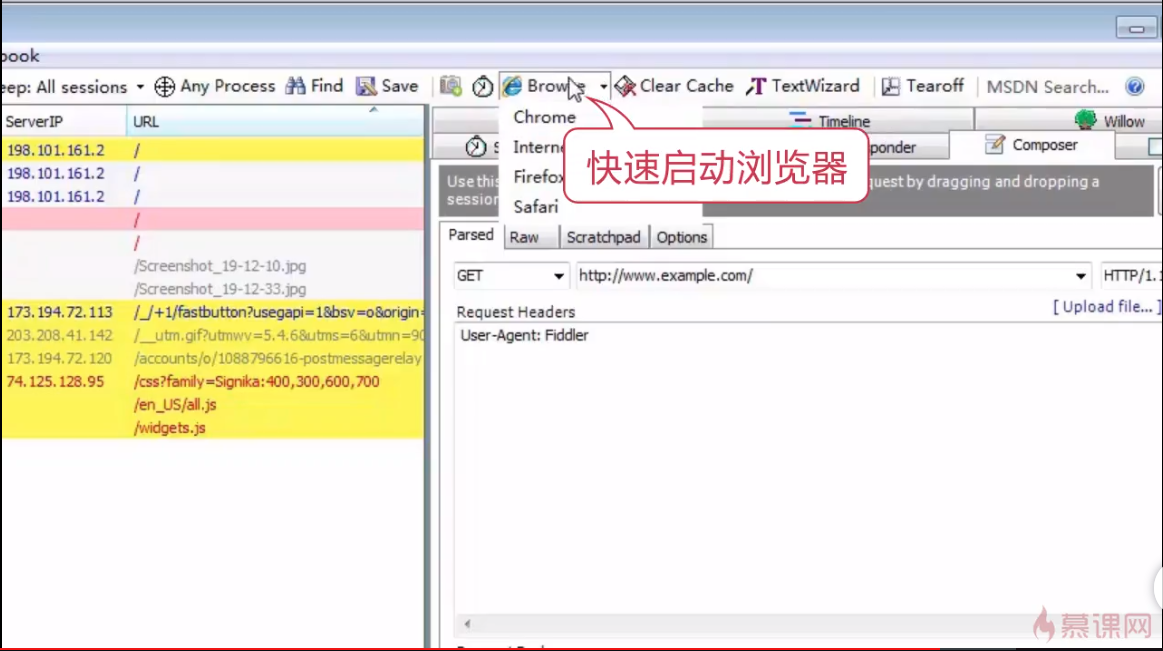 book
eep: All sessions Any Process Find Save Browse Clear Cache TextWizard Tearoff MSDN Search...
ServerIP URL
Chrome
Timeline Willow
Composer
快速启动浏览器
Firefox
Safari
Use this
quest by dragging and dropping a
session
198.101.161.2 /
198.101.161.2 /
198.101.161.2 /
/
/
/Screenshot_19-12-10.jpg
/Screenshot_19-12-33.jpg
173.194.72.113 /_/+1/fastbutton?usegapi=1&bsv=o&origin=
203.208.41.142 /__utm.gif?utmwv=5.4.6&utms=6&utmn=90
173.194.72.120 /accounts/o/1088796616-postmessagerelay
74.125.128.95 /css?family=Signika:400,300,600,700
/en_US/all.js
/widgets.js
Parsed Raw Scratchpad Options
GET http://www.example.com/ HTTP/1.1
Request Headers [ Upload file... ]
User-Agent: Fiddler
慕课网